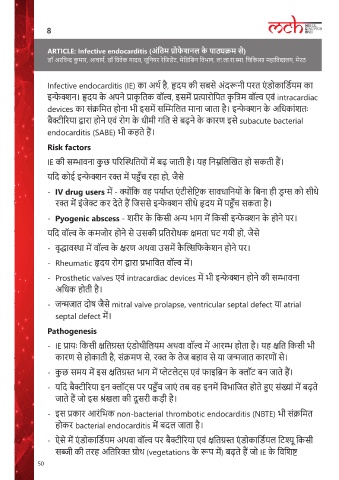 8
mch
ARTICLE: Infective endocarditis (अंतिम प्रोफेशनल के पाठ्यक्रम से)
डॉ अरविन्द कुमार, आचार्य. डॉ विवेक यादव, जूनियर रेजिडेंट. मेडिसिन विभाग, ला.ला.रा.स्मा. चिकित्सा महाविद्यालय, मेरठ
Infective endocarditis (IE) का अर्थ है, हृदय की सबसे अंदरूनी परत एंडोकार्डियम का
इन्फेक्शन। हृदय के अपने प्राकृतिक वॉल्व, इसमें प्रत्यारोपित कृत्रिम वॉल्व एवं intracardiac
devices का संक्रमित होना भी इसमें सम्मिलित माना जाता है। इन्फेक्शन के अधिकांशतः
बैक्टीरिया द्वारा होने एवं रोग के धीमी गति से बढ़ने के कारण इसे subacute bacterial
endocarditis (SABE) भी कहते हैं।
Risk factors
IE की सम्भावना कुछ परिस्थितियों में बढ़ जाती है। यह निम्नलिखित हो सकती हैं।
यदि कोई इन्फेक्शन रक्त में पहुँच रहा हो, जैसे
- IV drug users में - क्योंकि वह पर्याप्त एंटीसेप्टिक सावधानियों के बिना ही ड्रग्स को सीधे
रक्त में इंजेक्ट कर देते हैं जिससे इन्फेक्शन सीधे हृदय में पहुँच सकता है।
- Pyogenic abscess - शरीर के किसी अन्य भाग में किसी इन्फेक्शन के होने पर।
यदि वॉल्व के कमजोर होने से उसकी प्रतिरोधक क्षमता घट गयी हो, जैसे
- वृद्धावस्था में वॉल्व के क्षरण अथवा उसमें कैल्सिफिकेशन होने पर।
- Rheumatic हृदय रोग द्वारा प्रभावित वॉल्व में।
- Prosthetic valves एवं intracardiac devices में भी इन्फेक्शन होने की सम्भावना
अधिक होती है।
- जन्मजात दोष जैसे mitral valve prolapse, ventricular septal defect या atrial
septal defect में।
Pathogenesis
- IE प्रायः किसी क्षतिग्रस्त एंडोथीलियम अथवा वॉल्व में आरम्भ होता है। यह क्षति किसी भी
कारण से होकाती है, संक्रमण से, रक्त के तेज बहाव से या जन्मजात कारणों से।
- कुछ समय में इस क्षतिग्रस्त भाग में प्लेटलेट्स एवं फाइब्रिन के क्लॉट बन जाते हैं।
- यदि बैक्टीरिया इन क्लॉट्स पर पहुँच जाएं तब वह इनमें विभाजित होते हुए संख्यां में बढ़ते
जाते हैं जो इस श्रंखला की दूसरी कड़ी है।
- इस प्रकार आरंभिक non-bacterial thrombotic endocarditis (NBTE) भी संक्रमित
होकर bacterial endocarditis में बदल जाता है।
- ऐसे में एंडोकार्डियम अथवा वॉल्व पर बैक्टीरिया एवं क्षतिग्रस्त एंडोकार्डियल टिश्यू किसी
सब्जी की तरह अतिरिक्त ग्रोथ (vegetations के रूप में) बढ़ते हैं जो IE के विशिष्ट
50